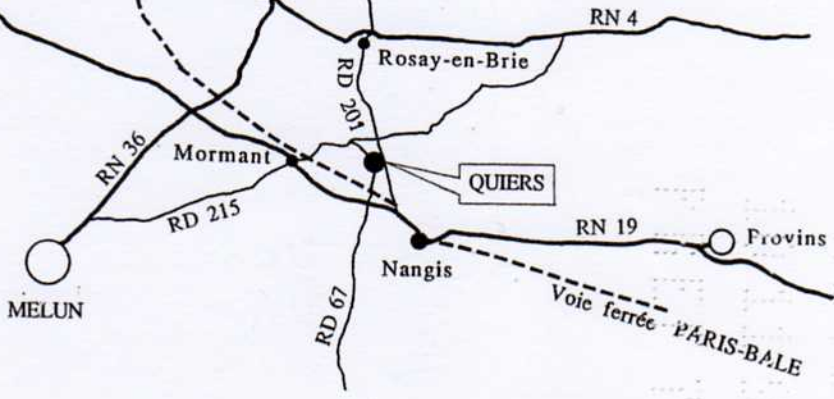 RN 4
Rosay-en-Brie
RD 201
RN 36
Mormant
QUIERS
RD 215
RN 19
Provins
Nangis
MELUN
RD 67
Voie ferrée PARIS-BALE